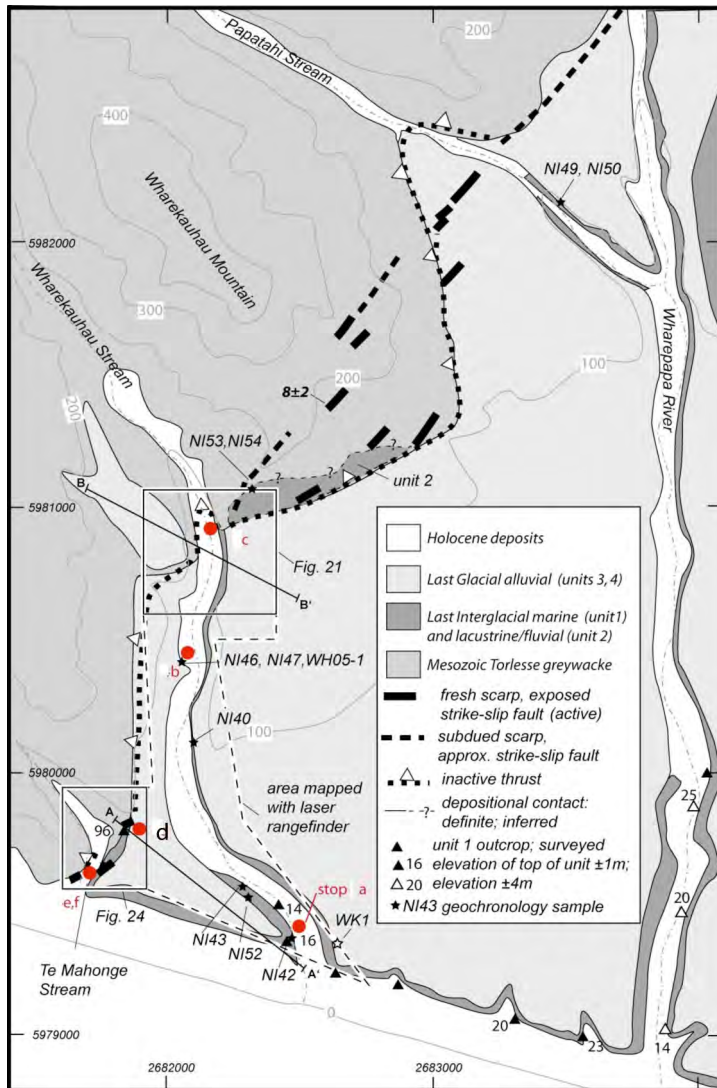 200
Papatahi Stream
400
NI49, NI50
Wharekauhau Mountain
5982000
Wharekauhau Stream
300
Wharepapa River
100
200
8±2
200
NI53,NI54
?
?
?
unit 2
B
5981000
c
Fig. 21
B'
b
NI46, NI47,WH05-1
NI40
100
5980000
area mapped
with laser
rangefinder
A
96
d
25
e,f
stop a
20
Fig. 24
14
WK1
NI43
16
NI52
Te Mahonge
Stream
NI42
A'
0
20
23
14
5979000
2682000
2683000
Holocene deposits
Last Glacial alluvial (units 3, 4)
Last Interglacial marine (unit1)
and lacustrine/fluvial (unit 2)
Mesozoic Torlesse greywacke
fresh scarp, exposed
strike-slip fault (active)
subdued scarp,
approx. strike-slip
fault
inactive thrust
-?- depositional contact:
definite; inferred
unit 1 outcrop; surveyed
16 elevation of top of unit ±1m;
20 elevation ±4m
NI43 geochronology sample